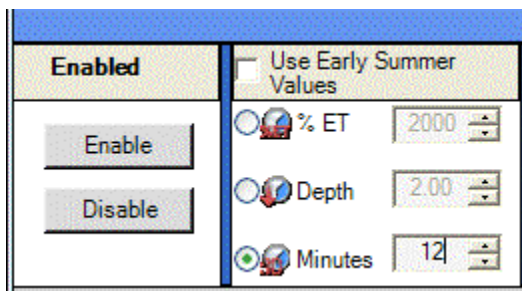 Enabled
Use Early Summer
Values
Enable
Disable
% ET 2000
Depth 2.00
Minutes 12